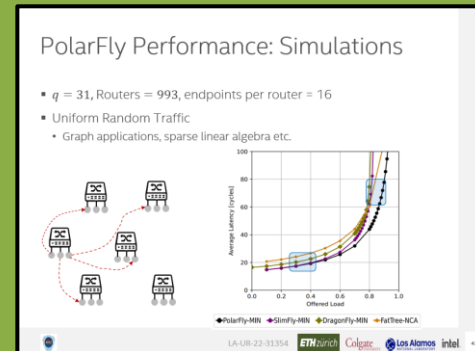 PolarFly Performance: Simulations
▪ q = 31, Routers = 993, endpoints per router = 16
▪ Uniform Random Traffic
• Graph applications, sparse linear algebra etc.
100
80
60
40
20
0
Average Latency [cycles]
0.0 0.2 0.4 0.6 0.8 1.0
Offered Load
PolarFly-MIN SlimFly-MIN DragonFly-MIN FatTree-NCA
LA-UR-22-31354 ETHzürich Colgate Los Alamos intel